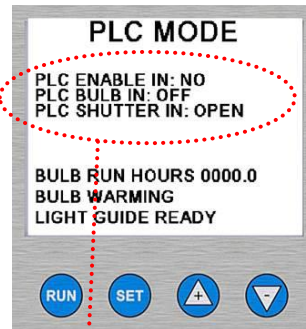 PLC MODE
PLC ENABLE IN: NO
PLC BULB IN: OFF
PLC SHUTTER IN: OPEN
BULB RUN HOURS 0000.0
BULB WARMING
LIGHT GUIDE READY
RUN SET + -